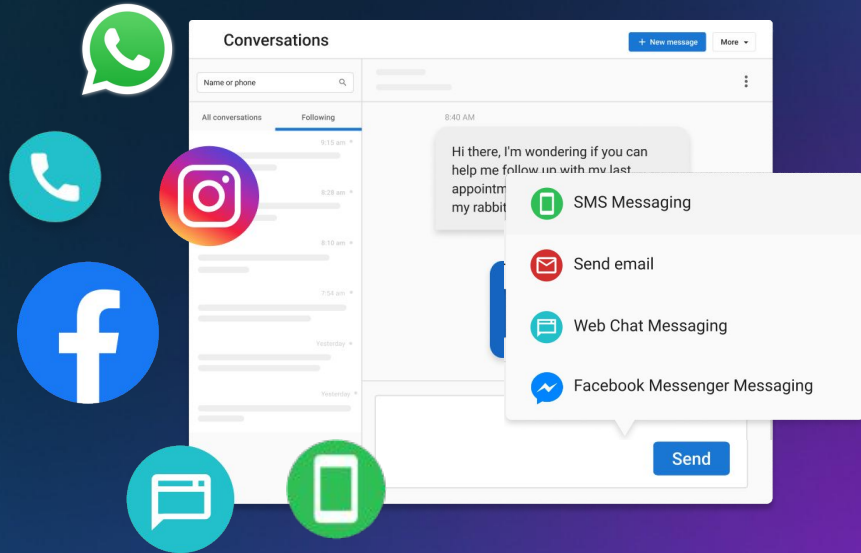 Conversations
+ New message
More
Name or phone
All conversations
Following
9:15 am
8:28 am
8:10 am
7:54 am
Yesterday
Yesterday
8:40 AM
Hi there, I'm wondering if you can
help me follow up with my last
appointm
my rabbit
SMS Messaging
Send email
Web Chat Messaging
Facebook Messenger Messaging
Send